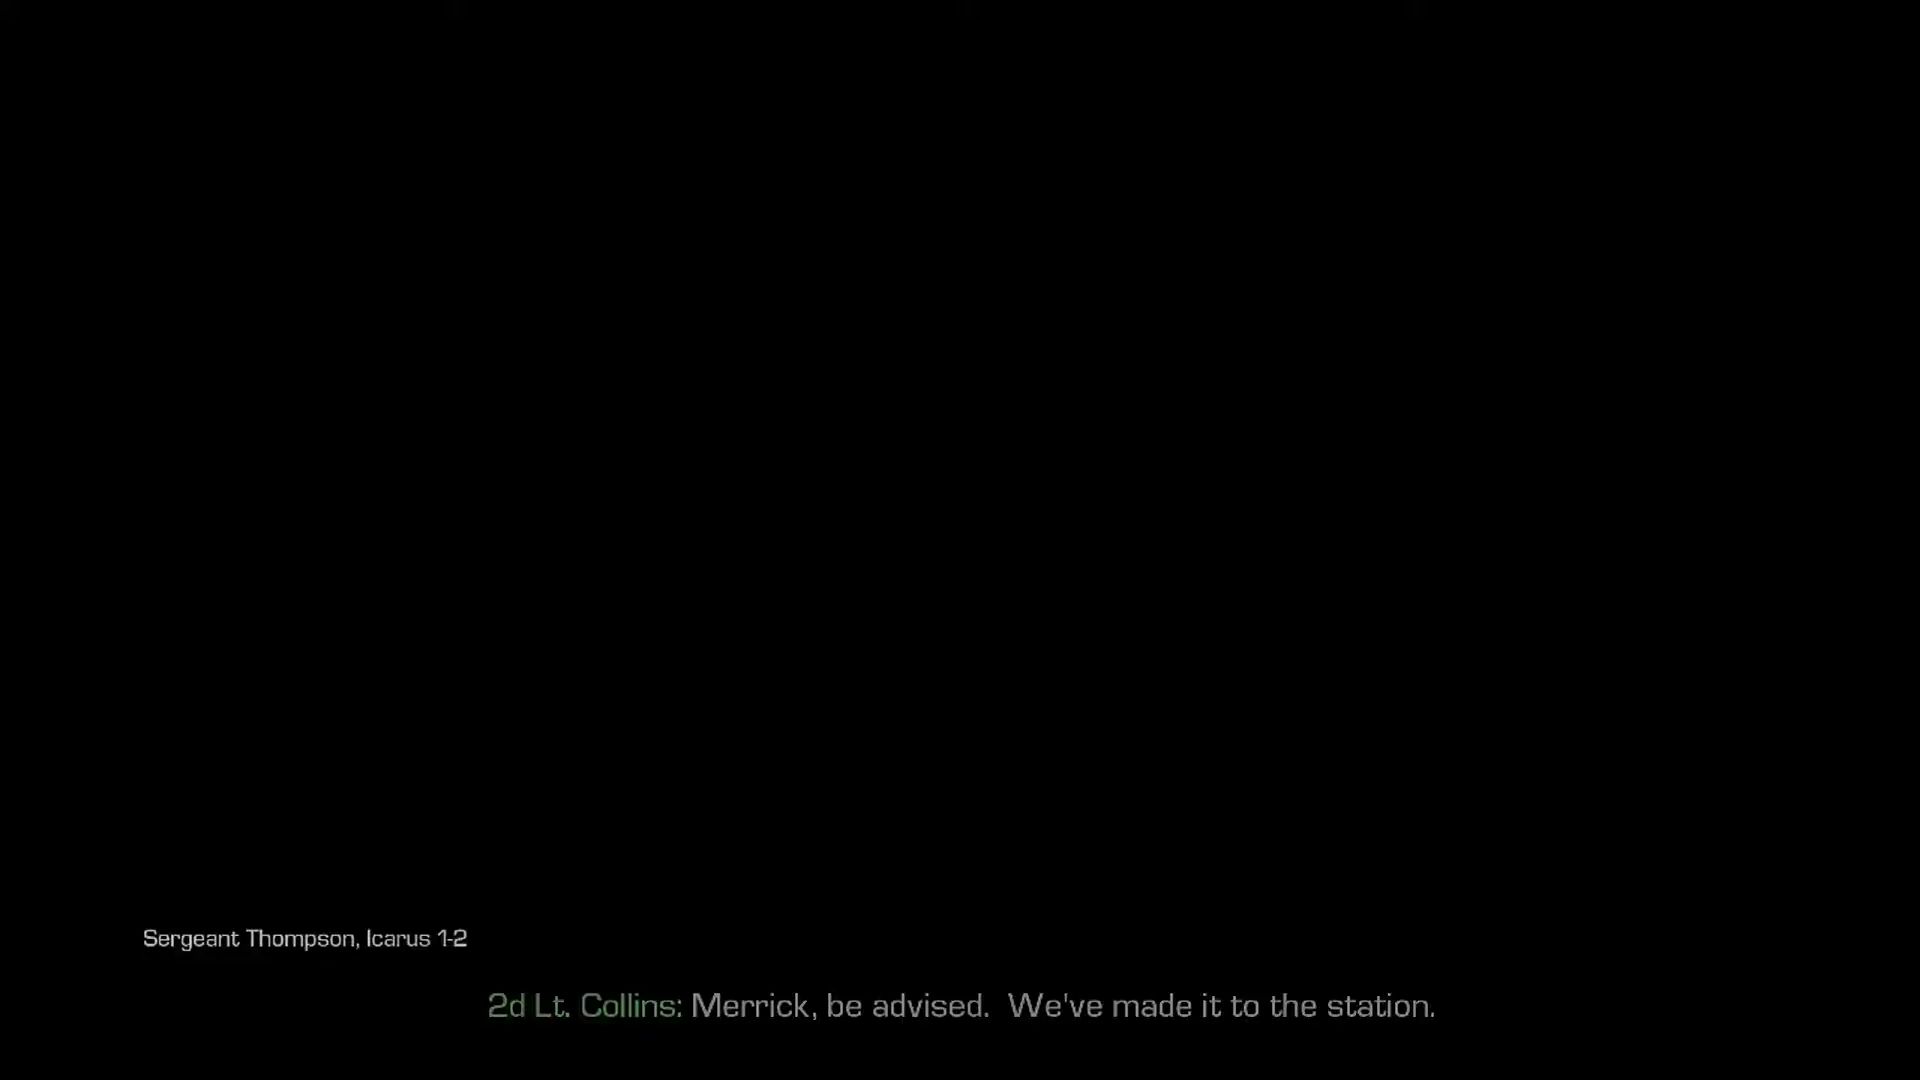 Sergeant Thompson, Icarus 1-2
2d Lt. Collins: Merrick, be advised.  We've made it to the station.